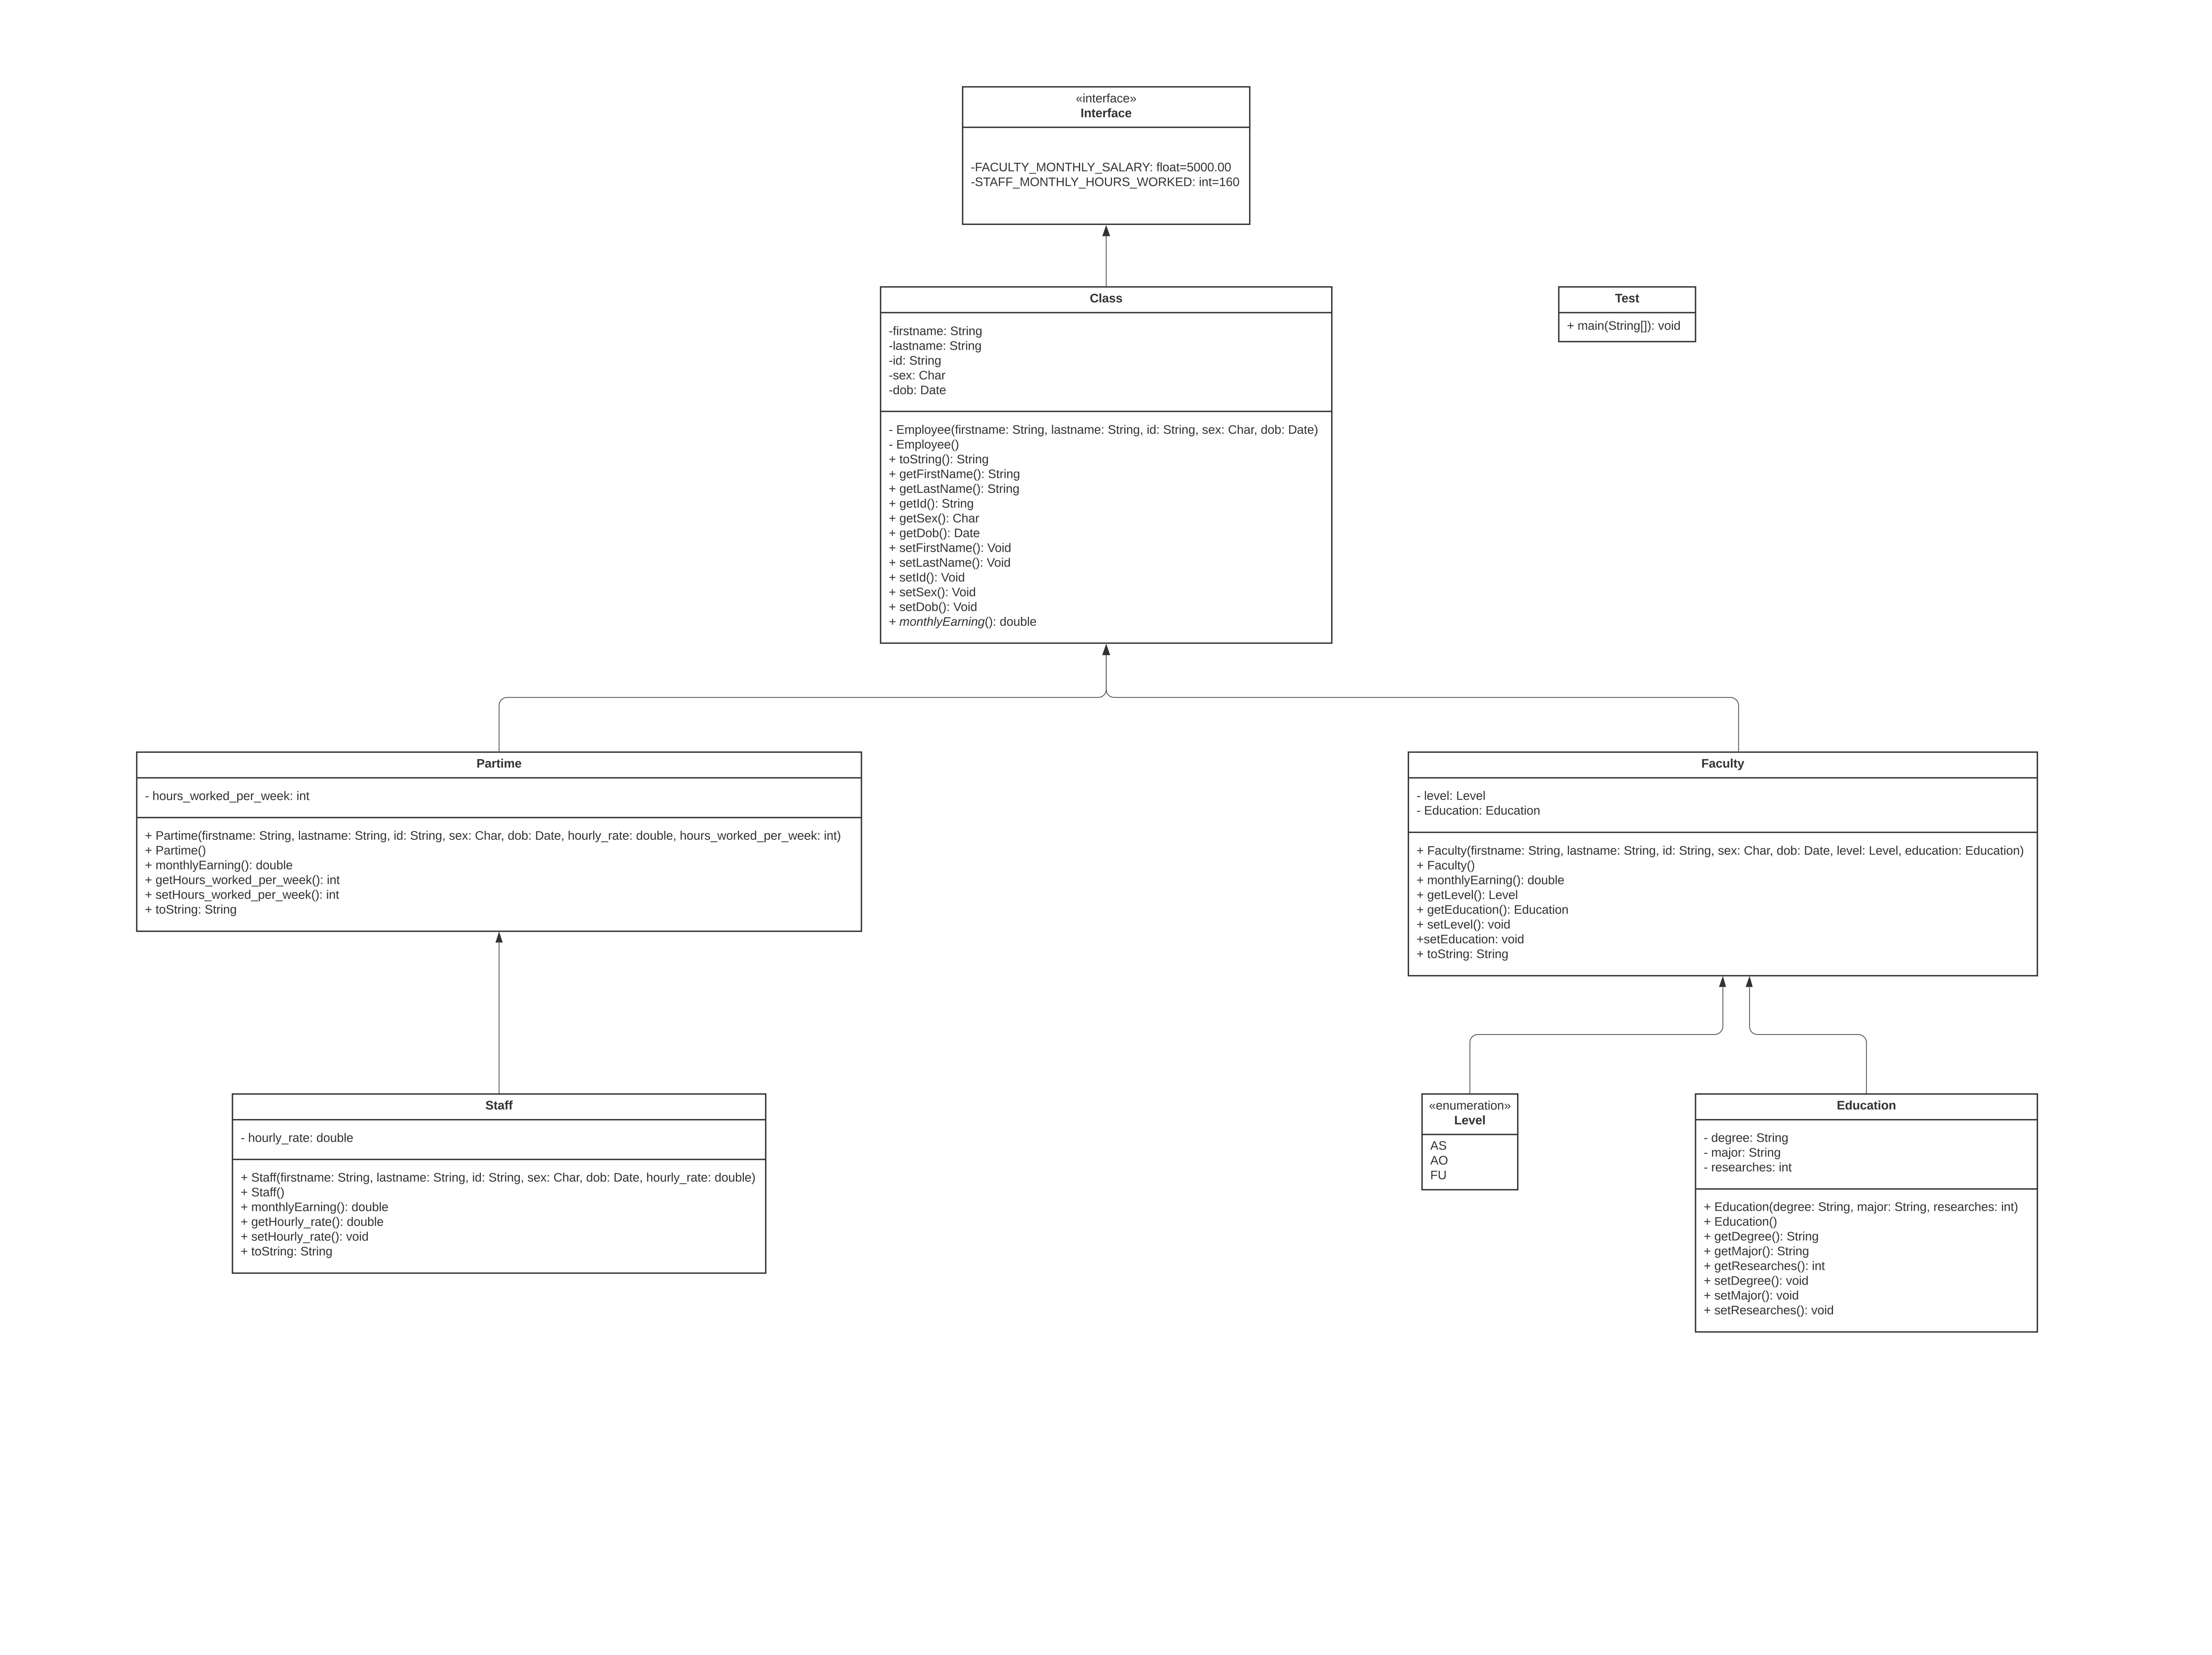 «interface»
Interface
-FACULTY_MONTHLY_SALARY: float=5000.00
-STAFF_MONTHLY_HOURS_WORKED: int=160
Class
-firstname: String
-lastname: String
-id: String
-sex: Char
-dob: Date
- Employee(firstname: String, lastname: String, id: String, sex: Char, dob: Date)
- Employee()
+ toString(): String
+ getFirstName(): String
+ getLastName(): String
+ getId(): String
+ getSex(): Char
+ getDob(): Date
+ setFirstName(): Void
+ setLastName(): Void
+ setId(): Void
+ setSex(): Void
+ setDob(): Void
+ monthlyEarning(): double
Test
+ main(String[]): void
Partime
- hours_worked_per_week: int
+ Partime(firstname: String, lastname: String, id: String, sex: Char, dob: Date, hourly_rate: double, hours_worked_per_week: int)
+ Partime()
+ monthlyEarning(): double
+ getHours_worked_per_week(): int
+ setHours_worked_per_week(): int
+ toString: String
Faculty
- level: Level
- Education: Education
+ Faculty(firstname: String, lastname: String, id: String, sex: Char, dob: Date, level: Level, education: Education)
+ Faculty()
+ monthlyEarning(): double
+ getLevel(): Level
+ getEducation(): Education
+ setLevel(): void
+setEducation: void
+ toString: String
Staff
- hourly_rate: double
+ Staff(firstname: String, lastname: String, id: String, sex: Char, dob: Date, hourly_rate: double)
+ Staff()
+ monthlyEarning(): double
+ getHourly_rate(): double
+ setHourly_rate(): void
+ toString: String
«enumeration»
Level
AS
AO
FU
Education
- degree: String
- major: String
- researches: int
+ Education(degree: String, major: String, researches: int)
+ Education()
+ getDegree(): String
+ getMajor(): String
+ getResearches(): int
+ setDegree(): void
+ setMajor(): void
+ setResearches(): void